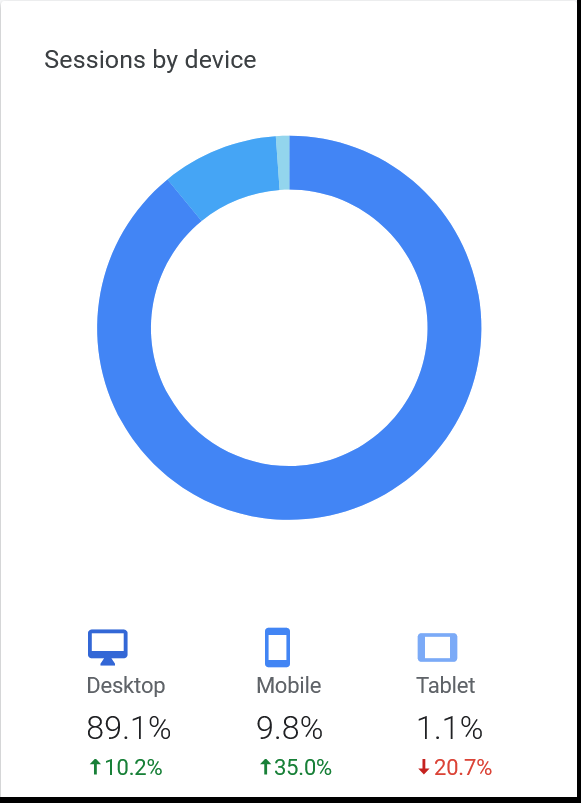 Sessions by device
Desktop Mobile Tablet
89.1% 9.8% 1.1%
↑10.2% ↑35.0% ↓20.7%